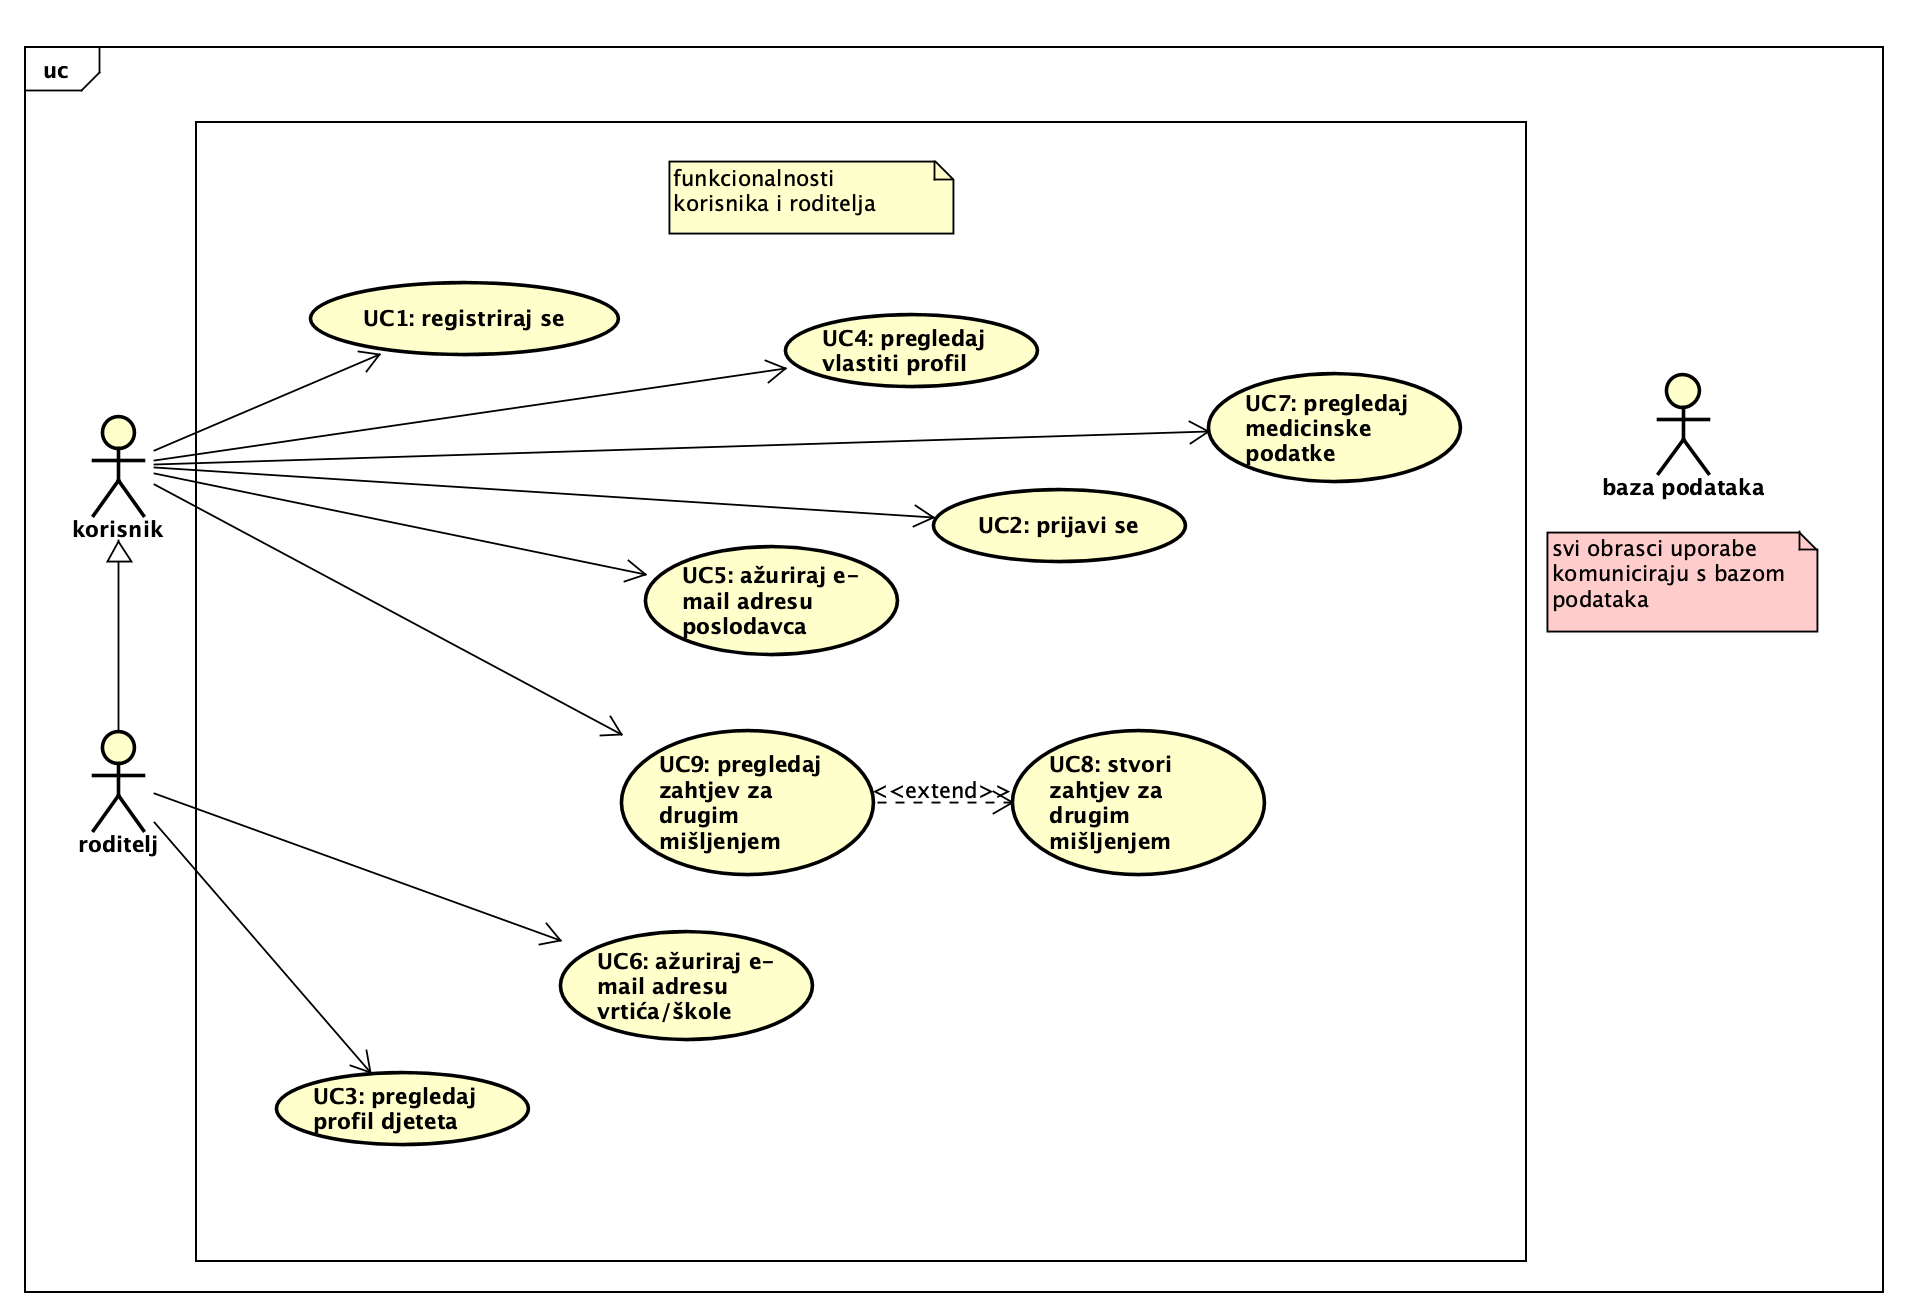 uc
funkcionalnosti
korisnika i roditelja
UC1: registriraj se
UC4: pregledaj
vlastiti profil
UC7: pregledaj
medicinske
podatke
korisnik
baza podataka
UC2: prijavi se
svi obrasci uporabe
komuniciraju s bazom
podataka
UC5: ažuriraj e-
mail adresu
poslodavca
roditelj
UC9: pregledaj
zahtjev za
drugim
mišljenjem
<<extend>>
UC8: stvori
zahtjev za
drugim
mišljenjem
UC6: ažuriraj e-
mail adresu
vrtića/škole
UC3: pregledaj
profil djeteta